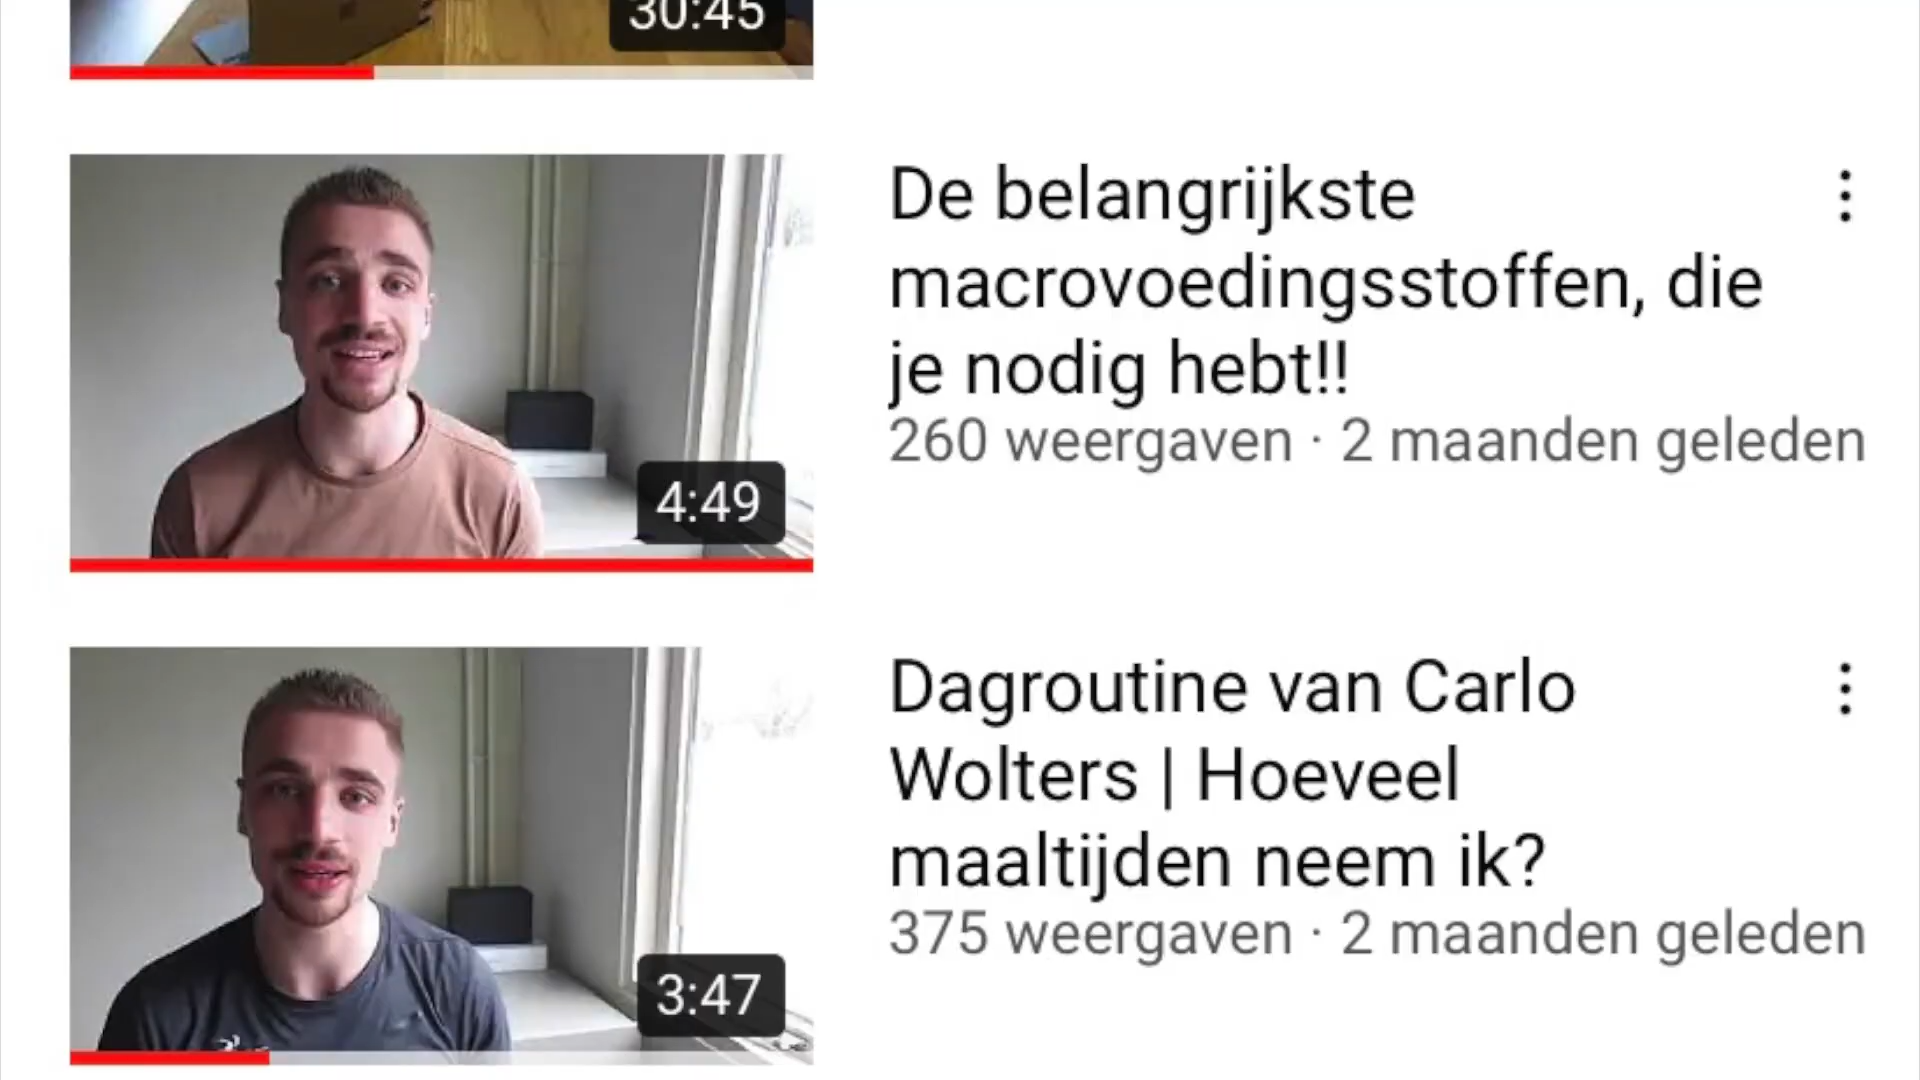 30:45
De belangrijkste
macrovoedingsstoffen, die
je nodig hebt!!
260 weergaven · 2 maanden geleden
4:49
Dagroutine van Carlo
Wolters | Hoeveel
maaltijden neem ik?
375 weergaven · 2 maanden geleden
3:47